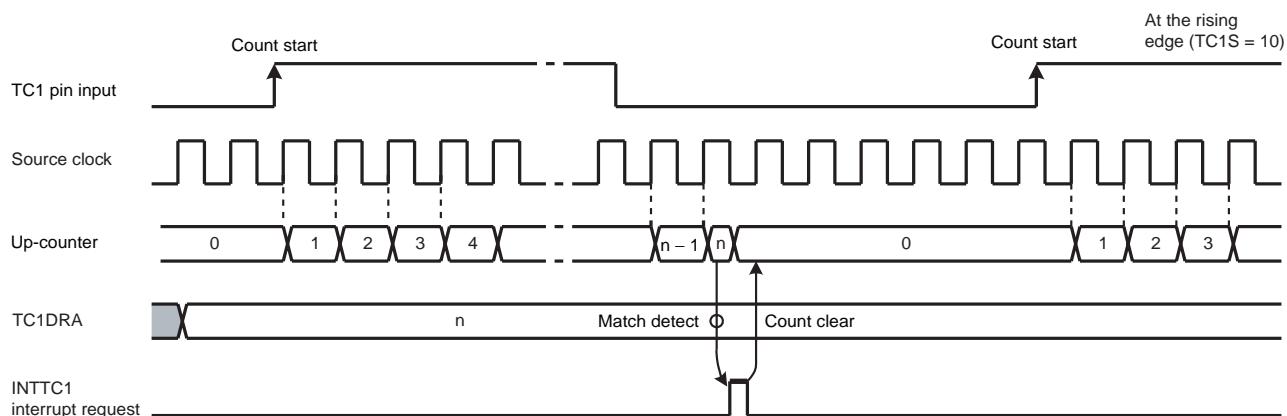 At the rising
edge (TC1S = 10)
Count start
Count start
TC1 pin input
Source clock
Up-counter
0 1 2 3 4 n – 1 n 0 1 2 3
TC1DRA
n Match detect Count clear
INTTC1
interrupt request